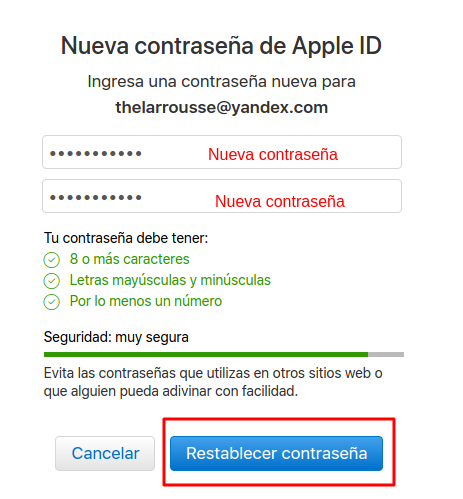 Nueva contraseña de Apple ID
Ingresa una contraseña nueva para
thelarrousse@yandex.com
••••••••••• Nueva contraseña
••••••••••• Nueva contraseña
Tu contraseña debe tener:
8 o más caracteres
Letras mayúsculas y minúsculas
Por lo menos un número
Seguridad: muy segura
Evita las contraseñas que utilizas en otros sitios web o
que alguien pueda adivinar con facilidad.
Cancelar Restablecer contraseña